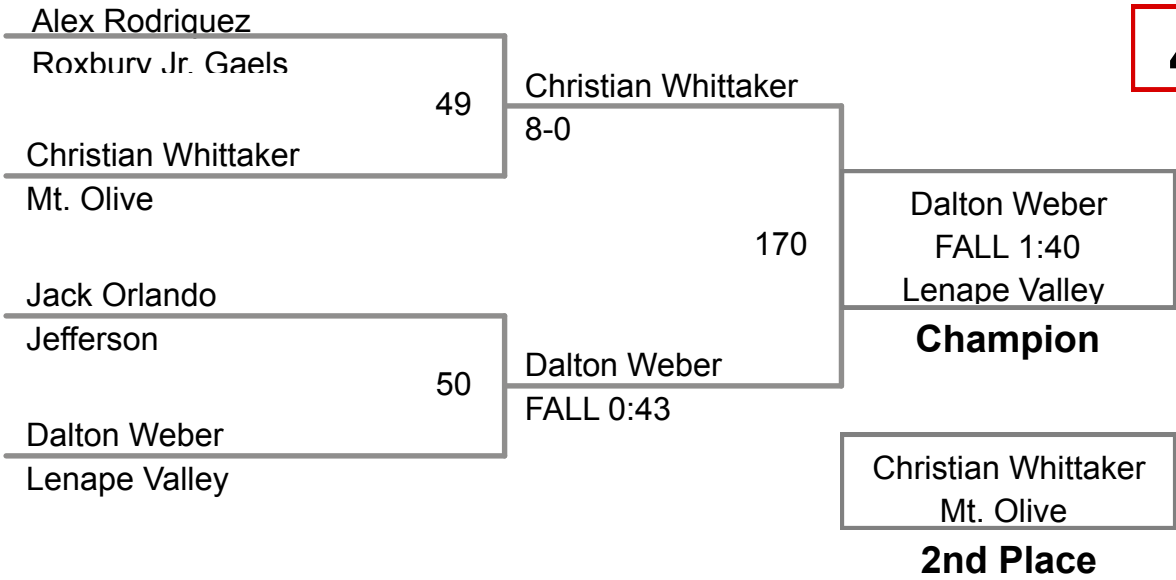 Alex Rodriguez
Roxbury Jr. Gaels
49
Christian Whittaker
Mt. Olive
Jack Orlando
Jefferson
50
Dalton Weber
Lenape Valley
Christian Whittaker
8-0
170
Dalton Weber
FALL 0:43
Dalton Weber
FALL 1:40
Lenape Valley
Champion
Christian Whittaker
Mt. Olive
2nd Place